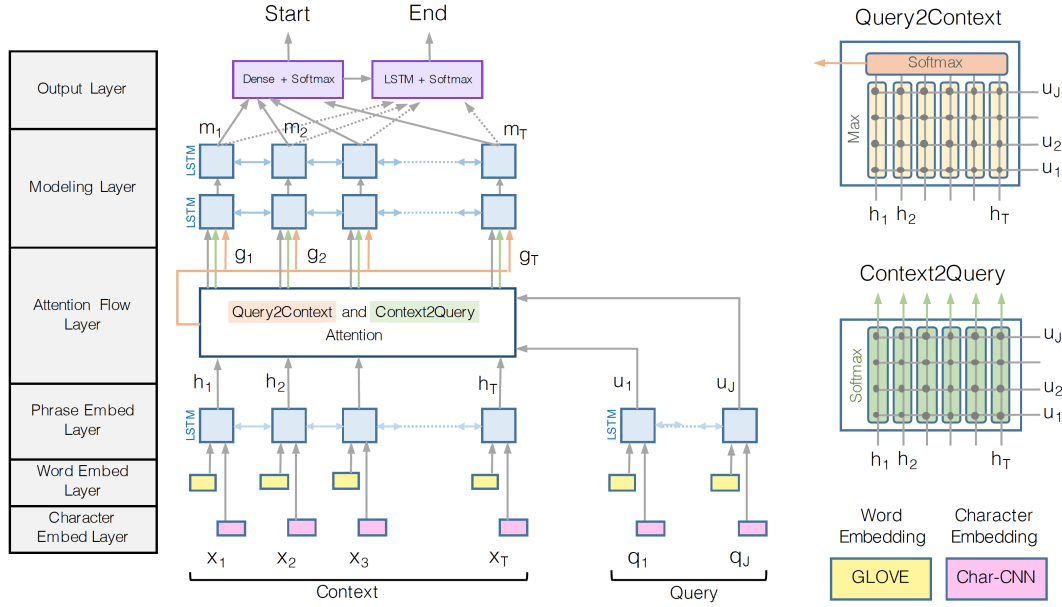 Start
End
Output Layer
Dense + Softmax
LSTM + Softmax
m1
m2
mT
LSTM
Modeling Layer
LSTM
g1
g2
gT
Attention Flow
Layer
Query2Context and Context2Query
Attention
h1
h2
hT
u1
uJ
Phrase Embed
Layer
LSTM
LSTM
Word Embed
Layer
Character
Embed Layer
x1
x2
x3
xT
q1
qJ
Context
Query
Query2Context
Softmax
Max
uJ
u2
u1
h1
h2
hT
Context2Query
Softmax
uJ
u2
u1
h1
h2
hT
Word
Embedding
GLOVE
Character
Embedding
Char-CNN